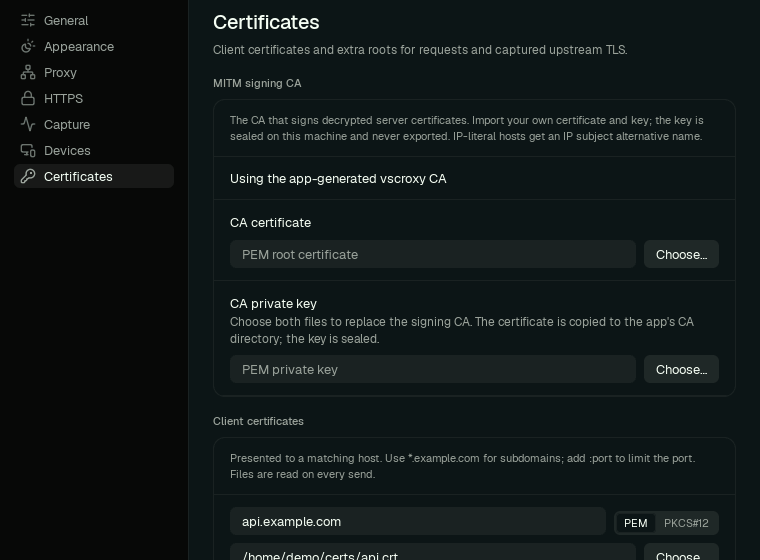 General
Appearance
Proxy
HTTPS
Capture
Devices
Certificates
Certificates
Client certificates and extra roots for requests and captured upstream TLS.
MITM signing CA
The CA that signs decrypted server certificates. Import your own certificate and key; the key is
sealed on this machine and never exported. IP-literal hosts get an IP subject alternative name.
Using the app-generated vscroxy CA
CA certificate
PEM root certificate
Choose...
CA private key
Choose both files to replace the signing CA. The certificate is copied to the app's CA
directory; the key is sealed.
PEM private key
Choose...
Client certificates
Presented to a matching host. Use *.example.com for subdomains; add :port to limit the port.
Files are read on every send.
api.example.com
PEM
PKCS#12
/home/demo/certs/api.crt
Choose...